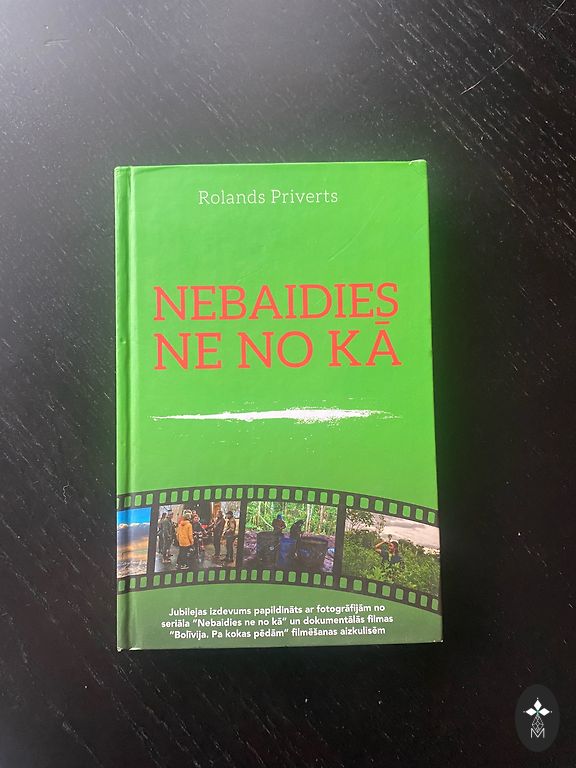 Rolands Priverts
NEBAIDIES
NE NO KĀ
Jubilejas izdevums papildināts ar fotogrāfijām no
seriāla “Nebaidies ne no kā” un dokumentālās filmas
“Bolīvija. Pa kokas pēdām” filmēšanas aizkulisēm